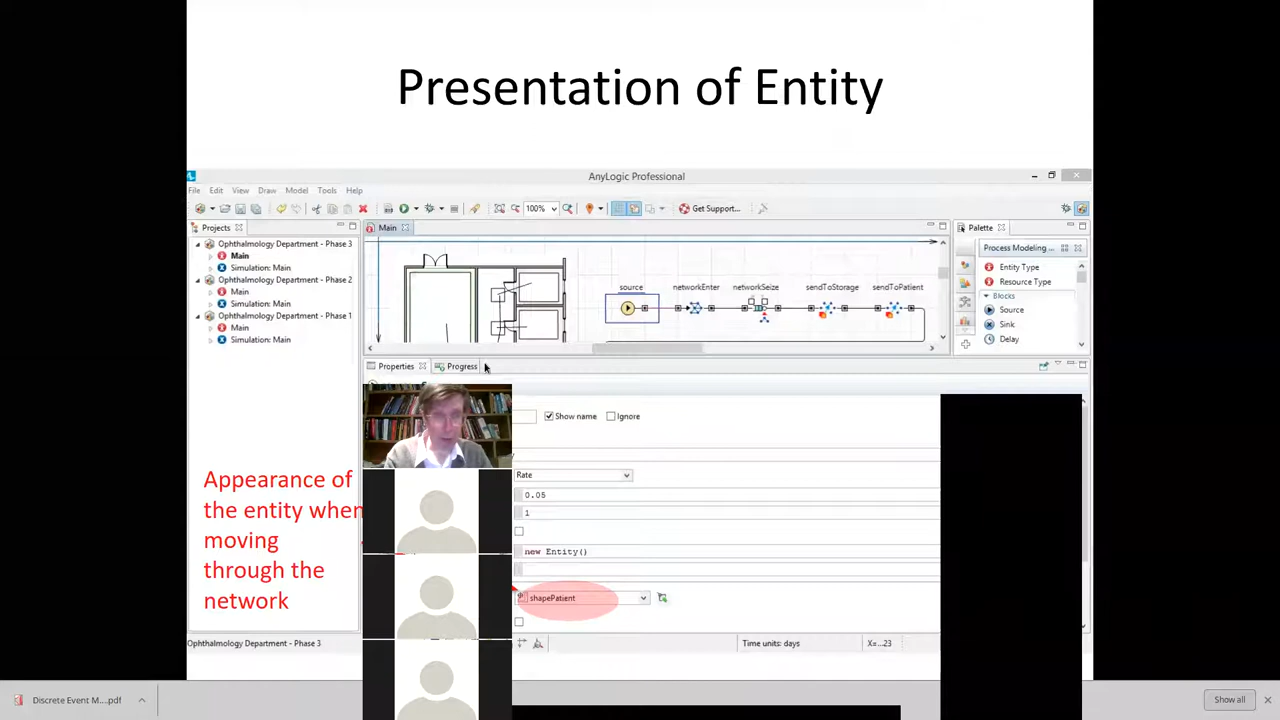 Presentation of Entity
AnyLogic Professional
File Edit View Draw Model Tools Help
100%
Get Support...
Projects
Main
Palette
Ophthalmology Department - Phase 3
Main
Simulation: Main
Ophthalmology Department - Phase 2
Main
Simulation: Main
Ophthalmology Department - Phase 1
Main
Simulation: Main
source
networkEnter
networkSeize
sendToStorage
sendToPatient
Process Modeling ...
Entity Type
Resource Type
Blocks
Source
Sink
Delay
Properties
Progress
Show name
Ignore
Rate
0.05
1
new Entity()
shapePatient
Appearance of
the entity when
moving
through the
network
Ophthalmology Department - Phase 3
Time units: days
X=...23
Discrete Event M....pdf
Show all